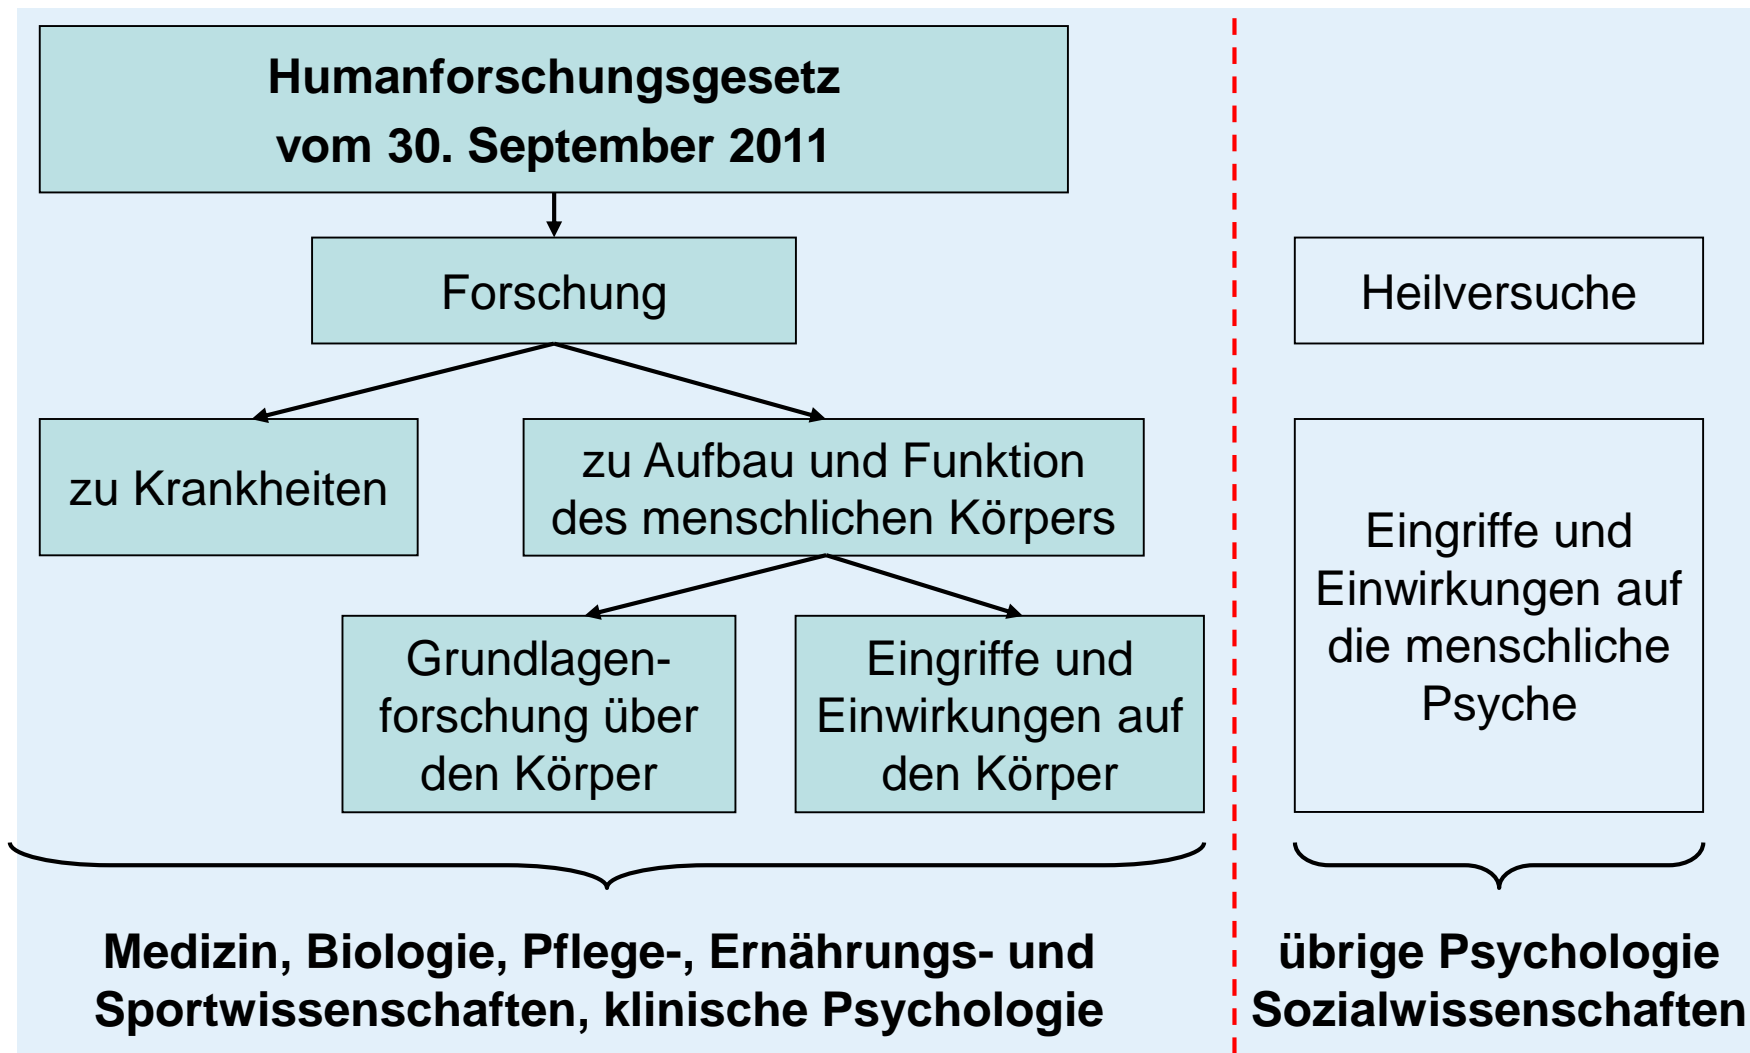 Humanforschungsgesetz
vom 30. September 2011
Forschung
Heilversuche
zu Krankheiten
zu Aufbau und Funktion
des menschlichen Körpers
Grundlagen-
forschung über
den Körper
Eingriffe und
Einwirkungen auf
den Körper
Eingriffe und
Einwirkungen auf
die menschliche
Psyche
Medizin, Biologie, Pflege-, Ernährungs- und
Sportwissenschaften, klinische Psychologie
übrige Psychologie
Sozialwissenschaften